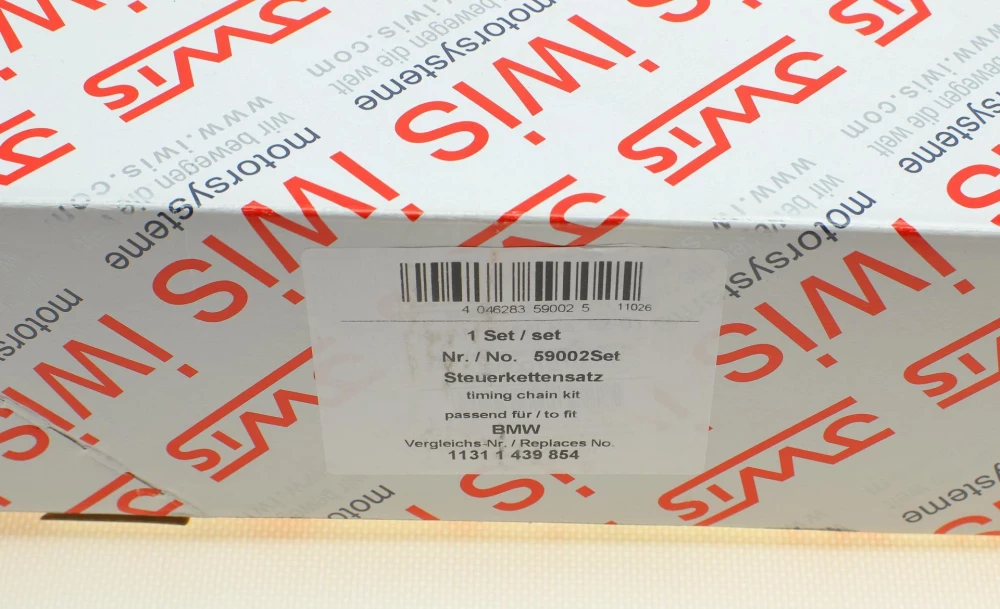 iwis
motorsysteme
wir bewegen die welt
www.iwis.com
4 046283 59002 5 11026
1 Set / set
Nr. / No. 59002Set
Steuerkettensatz
timing chain kit
passend für / to fit
BMW
Vergleichs-Nr. / Replaces No.
1131 1 439 854